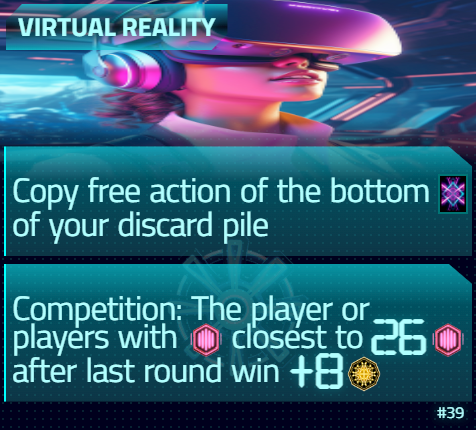 VIRTUAL REALITY
Copy free action of the bottom
of your discard pile
Competition: The player or
players with closest to 26
after last round win +8
#39